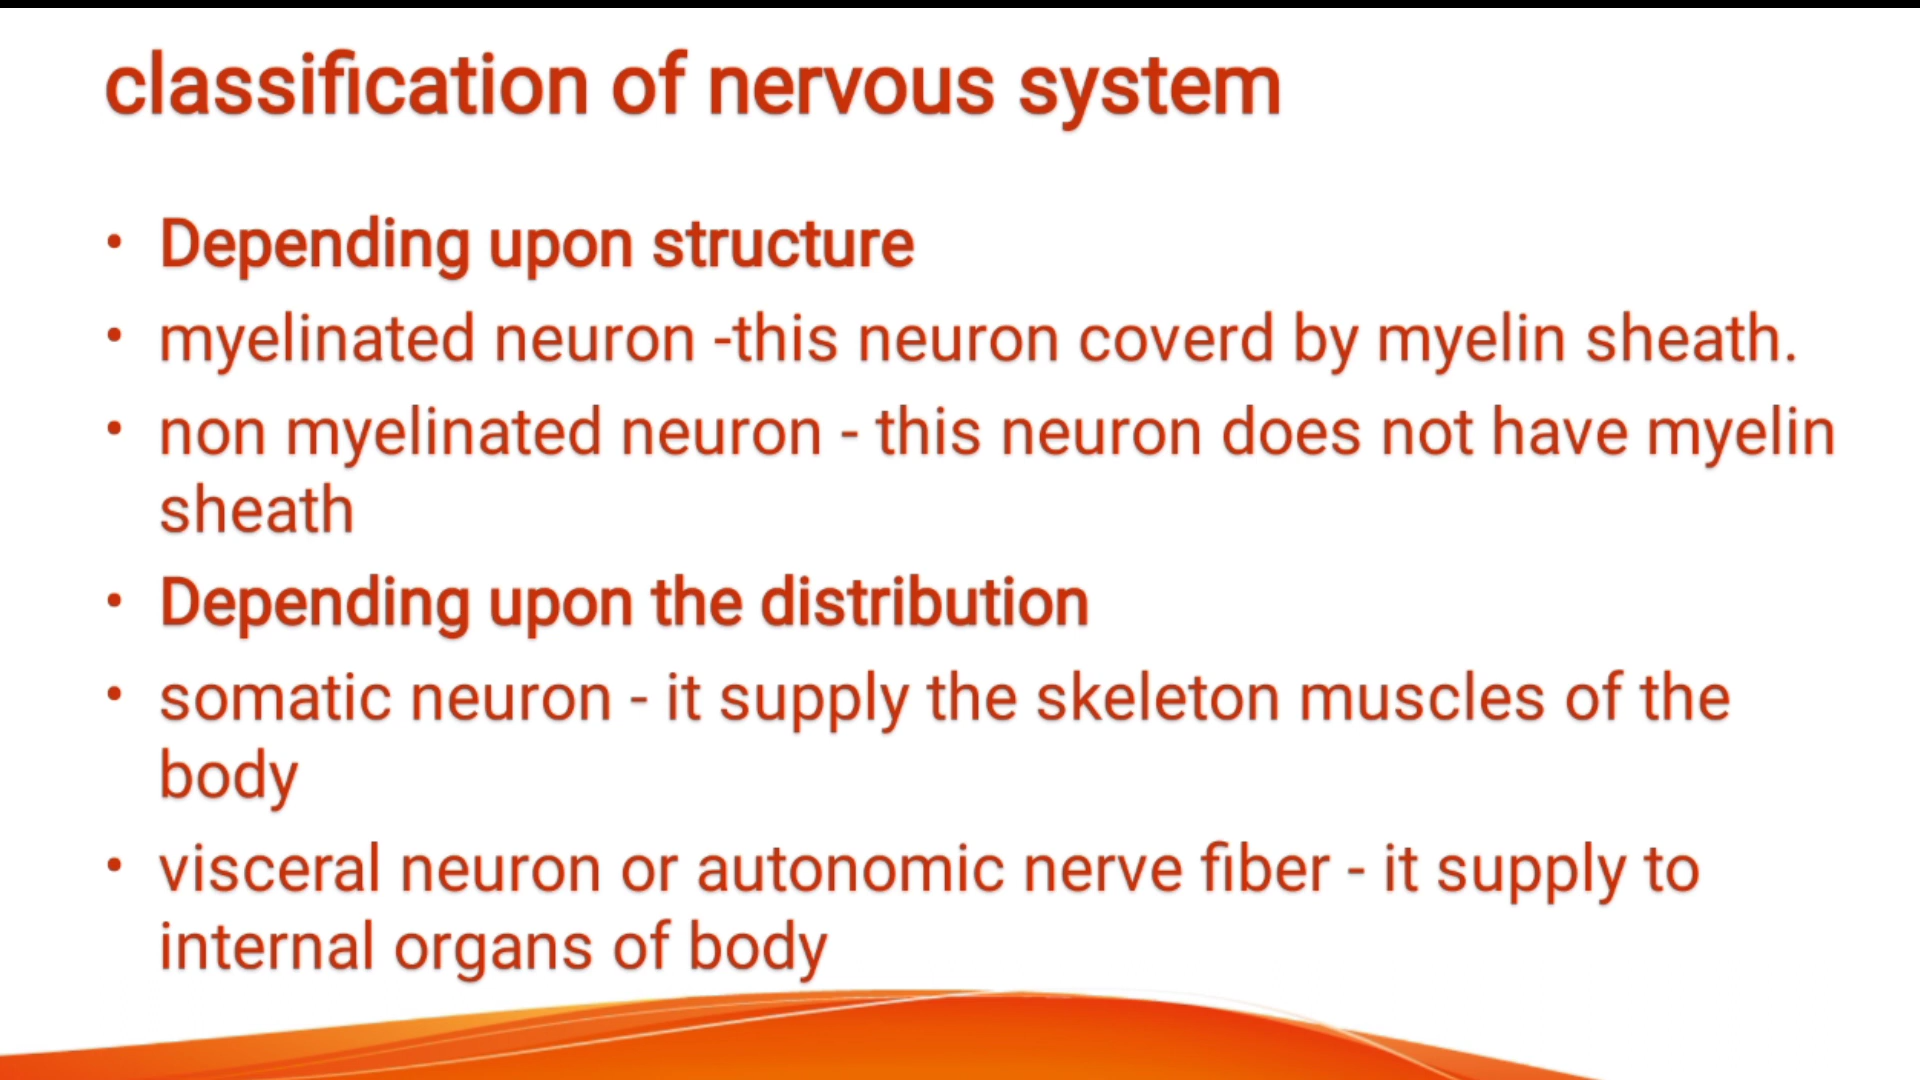 classification of nervous system
• Depending upon structure
• myelinated neuron -this neuron coverd by myelin sheath.
• non myelinated neuron - this neuron does not have myelin
sheath
• Depending upon the distribution
• somatic neuron - it supply the skeleton muscles of the
body
• visceral neuron or autonomic nerve fiber - it supply to
internal organs of body